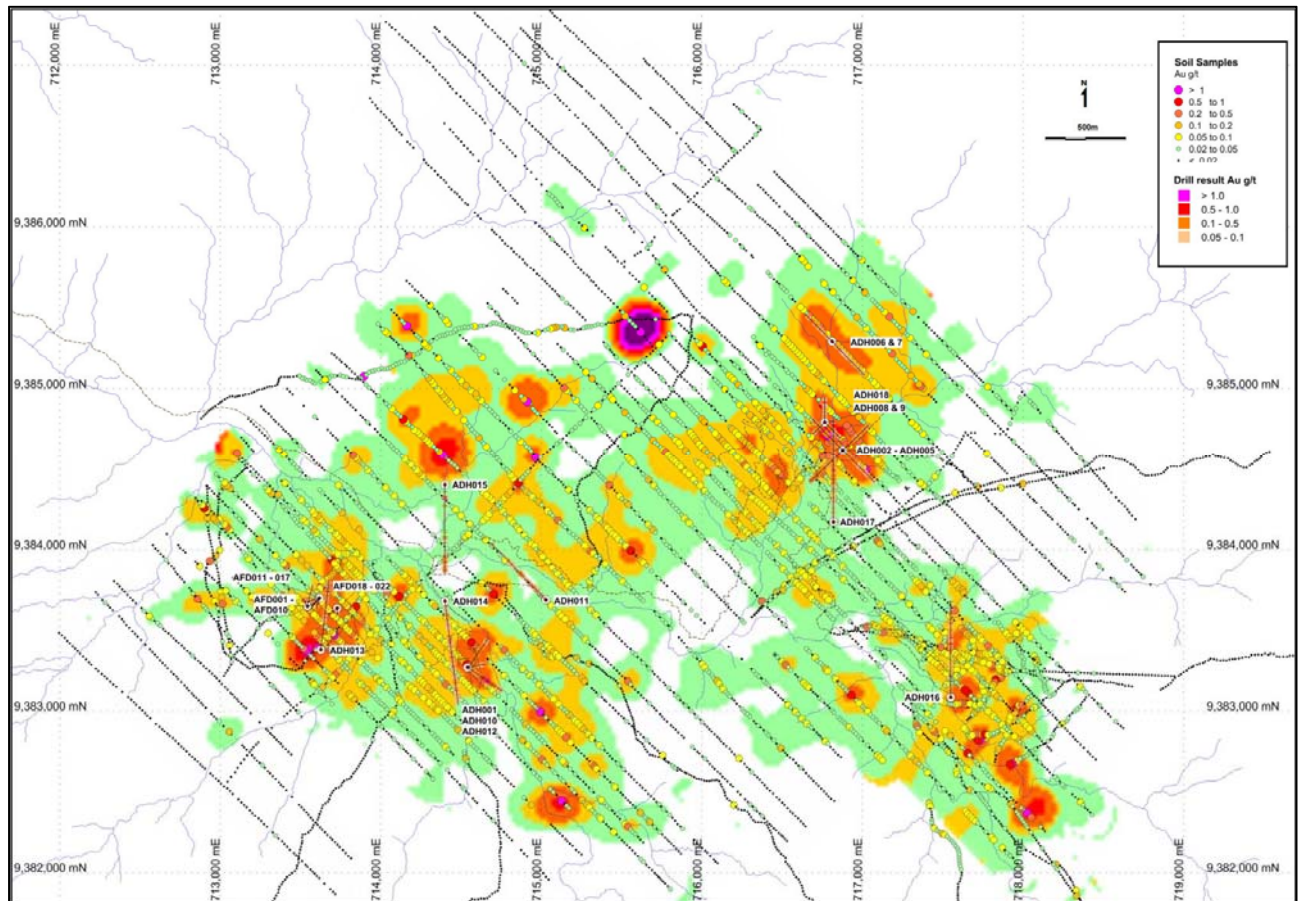 712,000 mE
713,000 mE
714,000 mE
715,000 mE
716,000 mE
717,000 mE
Soil Samples
Au g/t
> 1
0.5 to 1
0.2 to 0.5
0.1 to 0.2
0.05 to 0.1
0.02 to 0.05
< 0.02
Drill result Au g/t
> 1.0
0.5 - 1.0
0.1 - 0.5
0.05 - 0.1
N
500m
9,386,000 mN
9,386,000 mN
9,385,000 mN
9,385,000 mN
9,384,000 mN
9,384,000 mN
9,383,000 mN
9,383,000 mN
9,382,000 mN
9,382,000 mN
ADH006 & 7
ADH018
ADH008 & 9
ADH002 - ADH005
ADH015
ADH017
AFD011 - 017
AFD018 - 022
AFD001 -
AFD010
ADH014
ADH011
ADH013
ADH016
ADH001
ADH010
ADH012
713,000 mE
714,000 mE
715,000 mE
716,000 mE
717,000 mE
718,000 mE
719,000 mE